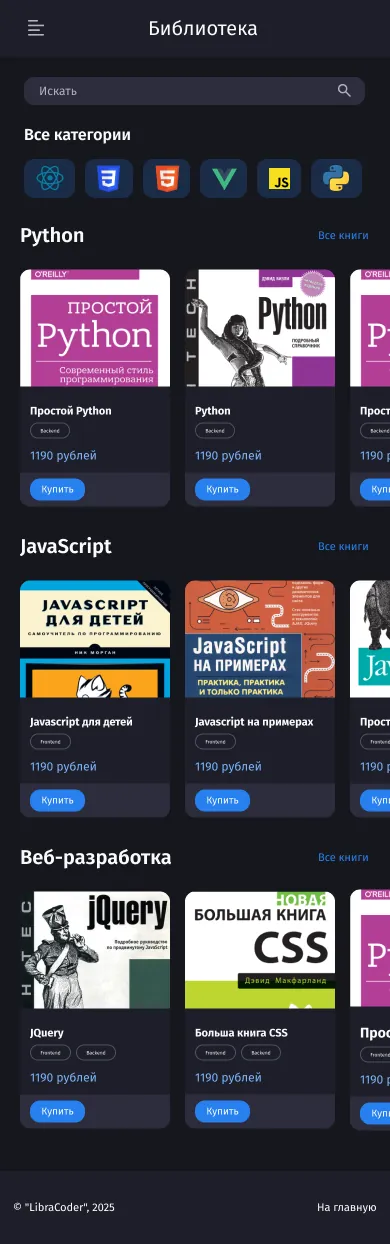 Библиотека
Искать
Все категории
JS
Python
Все книги
O'REILLY'
ПРОСТОЙ
Python
Современный стиль
программирования
Простой Python
Backend
1190 рублей
Купить
ДЭВИД БИЗЛИ
Python
ПОДРОБНЫЙ
СПРАВОЧНИК
H I T E C H
Python
Backend
1190 рублей
Купить
JavaScript
Все книги
JAVASCRIPT
ДЛЯ ДЕТЕЙ
САМОУЧИТЕЛЬ ПО ПРОГРАММИРОВАНИЮ
НИК МОРГАН
Javascript для детей
Frontend
1190 рублей
Купить
JavaScript
НА ПРИМЕРАХ
ПРАКТИКА, ПРАКТИКА
И ТОЛЬКО ПРАКТИКА
Javascript на примерах
Frontend
1190 рублей
Купить
Веб-разработка
Все книги
jQuery
Подробное руководство
по продвинутому JavaScript
JQuery
Frontend
Backend
1190 рублей
Купить
НОВАЯ
БОЛЬШАЯ КНИГА
CSS
Дэвид Макфарланд
Больша книга CSS
Frontend
Backend
1190 рублей
Купить
© "LibraCoder", 2025
На главную